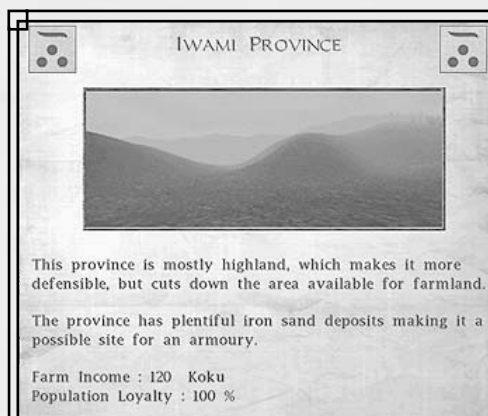 Iwami Province
This province is mostly highland, which makes it more
defensible, but cuts down the area available for farmland.
The province has plentiful iron sand deposits making it a
possible site for an armoury.
Farm Income : 120 Koku
Population Loyalty : 100 %